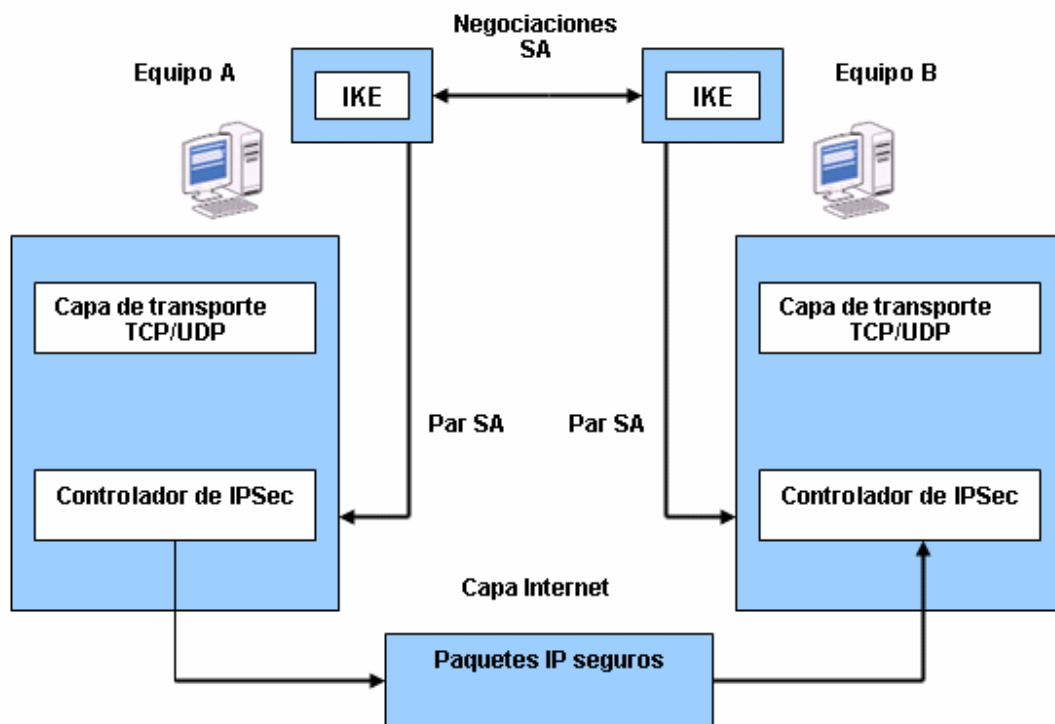 Negociaciones
SA
Equipo A
Equipo B
IKE
IKE
Capa de transporte
TCP/UDP
Capa de transporte
TCP/UDP
Par SA
Par SA
Controlador de IPSec
Controlador de IPSec
Capa Internet
Paquetes IP seguros